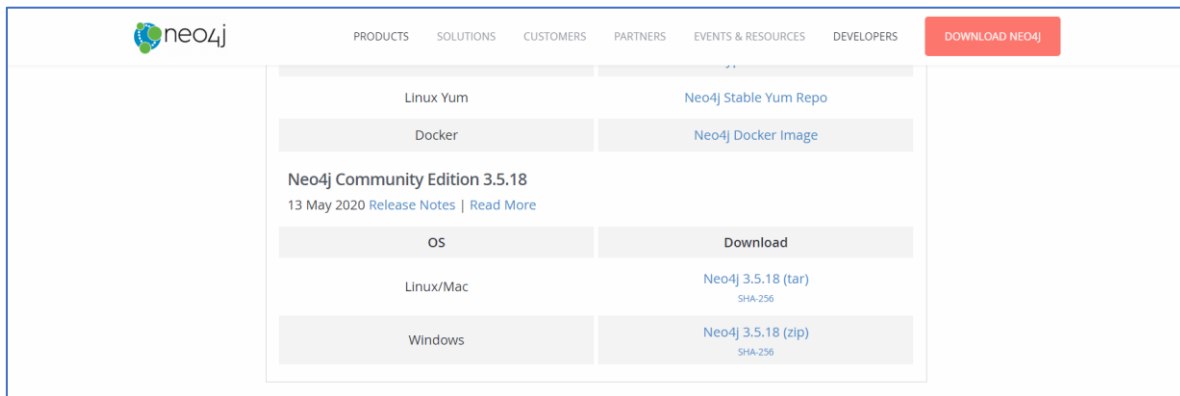 neo4j
PRODUCTS SOLUTIONS CUSTOMERS PARTNERS EVENTS & RESOURCES DEVELOPERS DOWNLOAD NEO4J
Linux Yum Neo4j Stable Yum Repo
Docker Neo4j Docker Image
Neo4j Community Edition 3.5.18
13 May 2020 Release Notes | Read More
OS Download
Linux/Mac Neo4j 3.5.18 (tar)
SHA-256
Windows Neo4j 3.5.18 (zip)
SHA-256